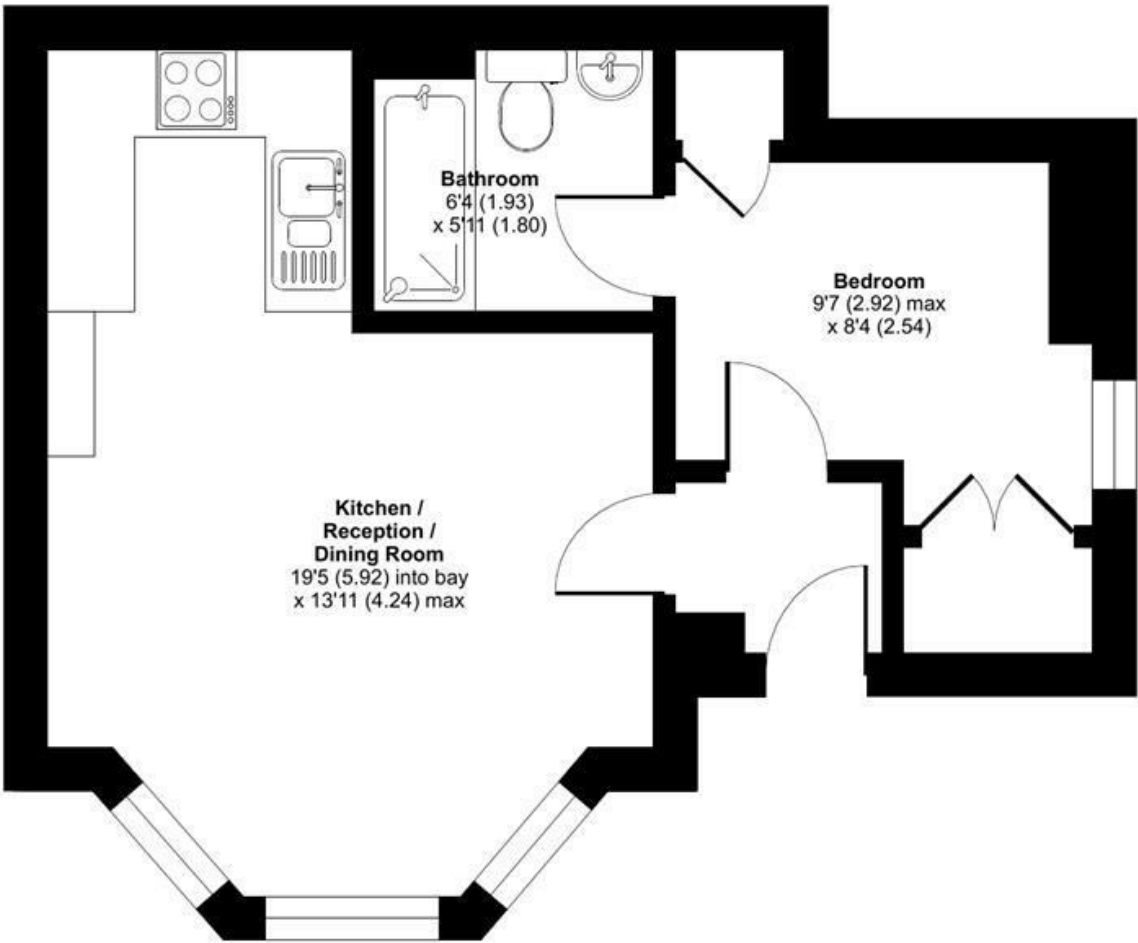 Bathroom
6'4 (1.93)
x 5'11 (1.80)
Bedroom
9'7 (2.92) max
x 8'4 (2.54)
Kitchen /
Reception /
Dining Room
19'5 (5.92) into bay
x 13'11 (4.24) max